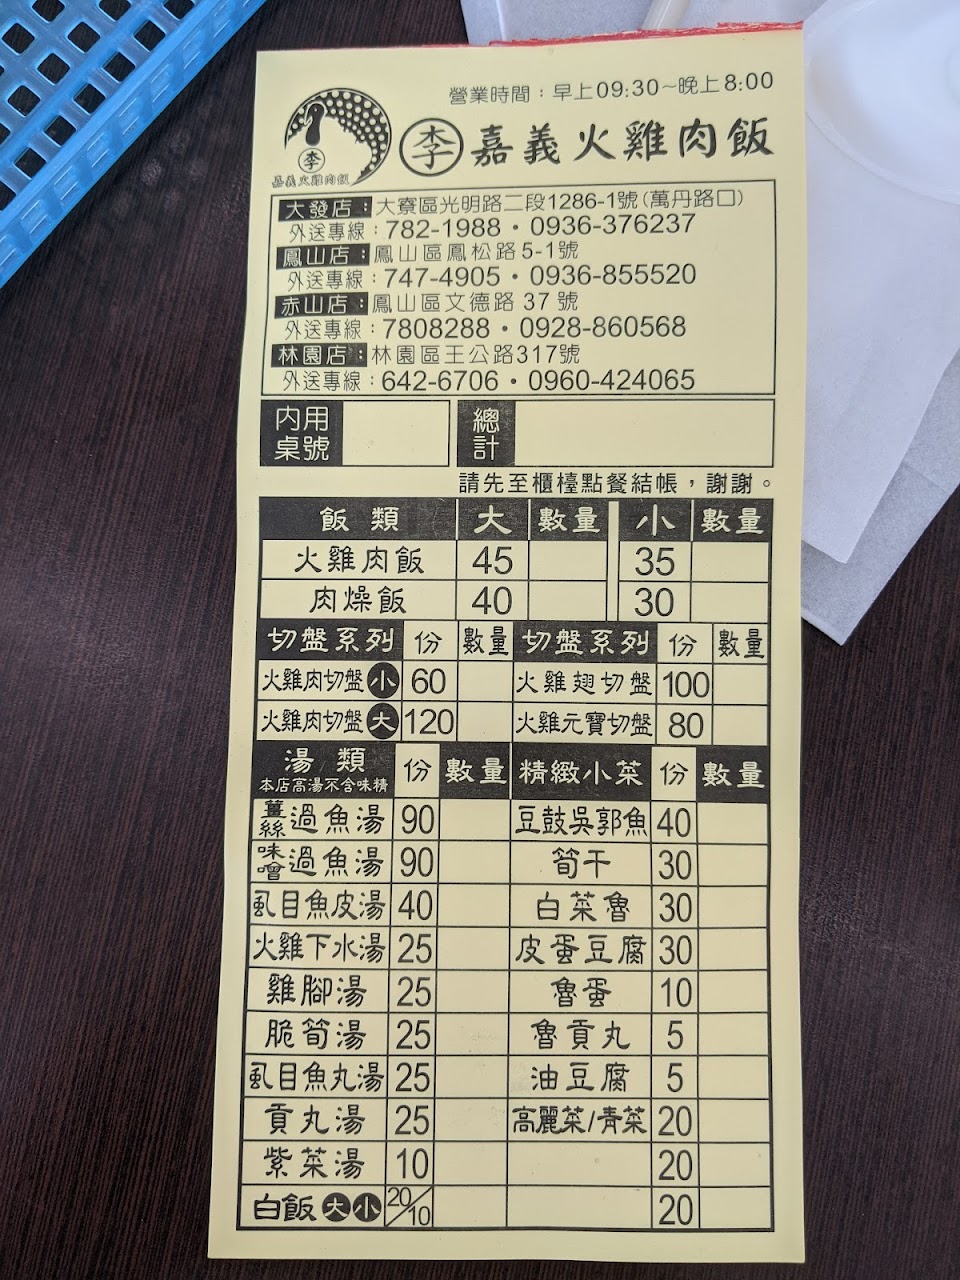 營業時間：早上09:30～晚上8:00
李 嘉義火雞肉飯
李
嘉義火雞肉飯
大發店：大寮區光明路二段1286-1號(萬丹路口)
外送專線：782-1988・0936-376237
鳳山店：鳳山區鳳松路5-1號
外送專線：747-4905・0936-855520
赤山店：鳳山區文德路 37 號
外送專線：7808288・0928-860568
林園店：林園區王公路317號
外送專線：642-6706・0960-424065
內用桌號 總計
請先至櫃檯點餐結帳，謝謝。
飯類 大 數量 小 數量
火雞肉飯 45 35
肉燥飯 40 30
切盤系列 份 數量 切盤系列 份 數量
火雞肉切盤小 60 火雞翅切盤 100
火雞肉切盤大 120 火雞元寶切盤 80
湯類 本店高湯不含味精 份 數量 精緻小菜 份 數量
薑絲過魚湯 90 豆鼓吳郭魚 40
味噌過魚湯 90 筍干 30
虱目魚皮湯 40 白菜魯 30
火雞下水湯 25 皮蛋豆腐 30
雞腳湯 25 魯蛋 10
脆筍湯 25 魯貢丸 5
虱目魚丸湯 25 油豆腐 5
貢丸湯 25 高麗菜/青菜 20
紫菜湯 10 20
白飯大小 20/10 20